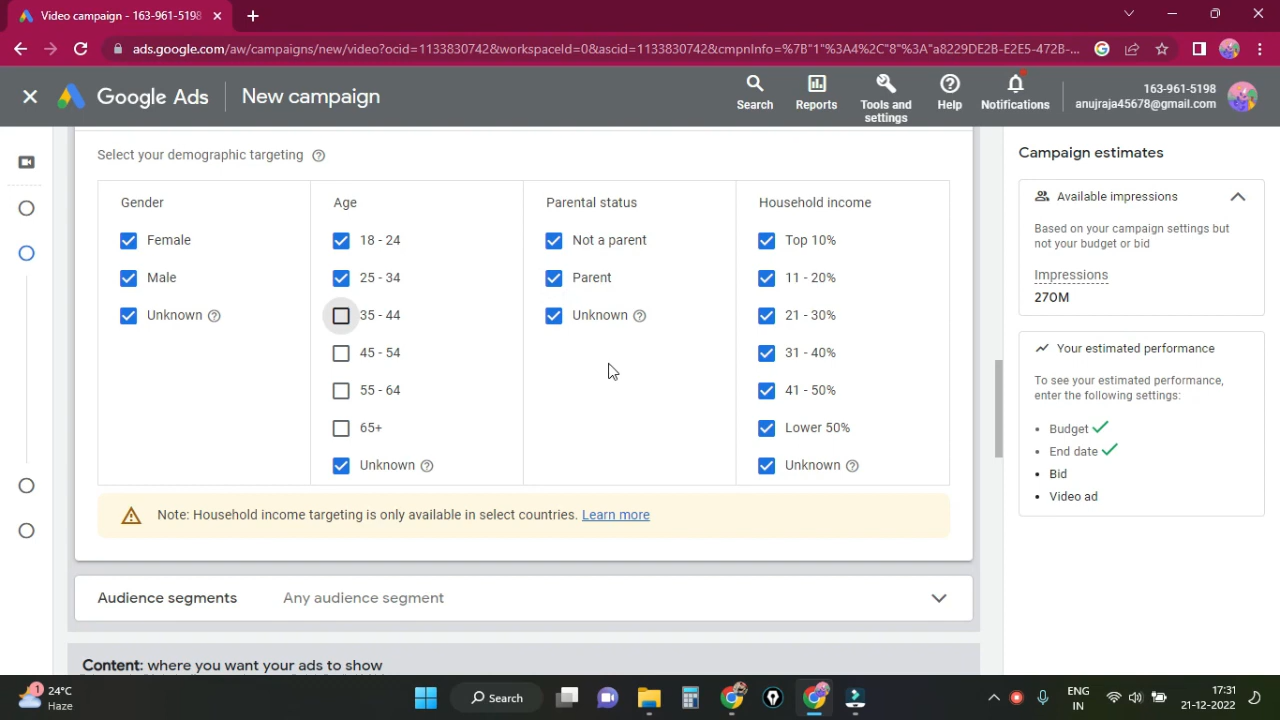 Video campaign - 163-961-5198
ads.google.com/aw/campaigns/new/video?ocid=1133830742&workspaceId=0&ascid=1133830742&cmpnInfo=%7B"1"%3A4%2C"8"%3A"a8229DE2B-E2E5-472B-...
Google Ads
New campaign
Search
Reports
Tools and
settings
Help
Notifications
163-961-5198
anujraja45678@gmail.com
Select your demographic targeting
Gender
Female
Male
Unknown
Age
18 - 24
25 - 34
35 - 44
45 - 54
55 - 64
65+
Unknown
Parental status
Not a parent
Parent
Unknown
Household income
Top 10%
11 - 20%
21 - 30%
31 - 40%
41 - 50%
Lower 50%
Unknown
Note: Household income targeting is only available in select countries. Learn more
Audience segments
Any audience segment
Content: where you want your ads to show
Campaign estimates
Available impressions
Based on your campaign settings but
not your budget or bid
Impressions
270M
Your estimated performance
To see your estimated performance,
enter the following settings:
• Budget
• End date
• Bid
• Video ad
1
24°C
Haze
Search
ENG
IN
17:31
21-12-2022